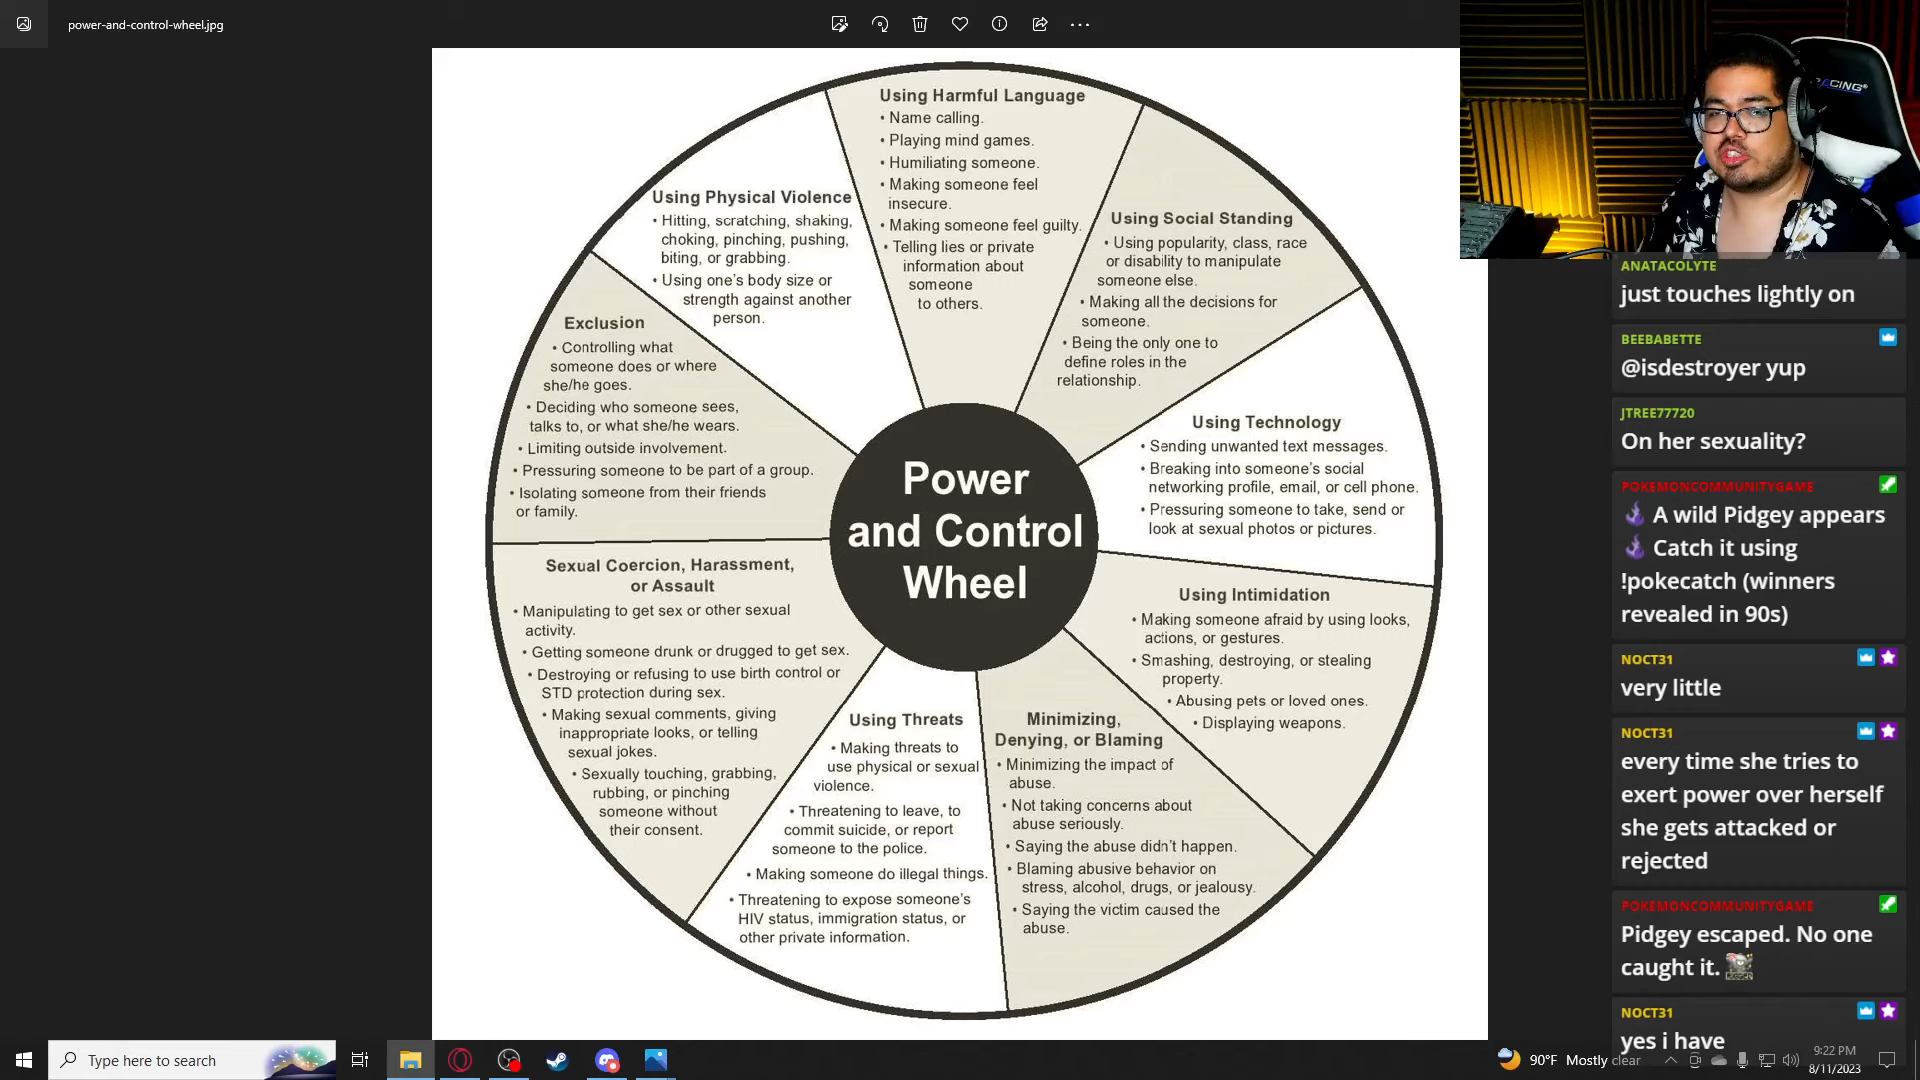 power-and-control-wheel.jpg
Using Harmful Language
• Name calling.
• Playing mind games.
• Humiliating someone.
• Making someone feel
insecure.
• Making someone feel guilty.
• Telling lies or private
information about
someone
to others.
Using Social Standing
• Using popularity, class, race
or disability to manipulate
someone else.
• Making all the decisions for
someone.
• Being the only one to
define roles in the
relationship.
Using Technology
• Sending unwanted text messages.
• Breaking into someone's social
networking profile, email, or cell phone.
• Pressuring someone to take, send or
look at sexual photos or pictures.
Using Intimidation
• Making someone afraid by using looks,
actions, or gestures.
• Smashing, destroying, or stealing
property.
• Abusing pets or loved ones.
• Displaying weapons.
Minimizing,
Denying, or Blaming
• Minimizing the impact of
abuse.
• Not taking concerns about
abuse seriously.
• Saying the abuse didn't happen.
• Blaming abusive behavior on
stress, alcohol, drugs, or jealousy.
• Saying the victim caused the
abuse.
Using Threats
• Making threats to
use physical or sexual
violence.
• Threatening to leave, to
commit suicide, or report
someone to the police.
• Making someone do illegal things.
• Threatening to expose someone's
HIV status, immigration status, or
other private information.
Sexual Coercion, Harassment,
or Assault
• Manipulating to get sex or other sexual
activity.
• Getting someone drunk or drugged to get sex.
• Destroying or refusing to use birth control or
STD protection during sex.
• Making sexual comments, giving
inappropriate looks, or telling
sexual jokes.
• Sexually touching, grabbing,
rubbing, or pinching
someone without
their consent.
Exclusion
• Controlling what
someone does or where
she/he goes.
• Deciding who someone sees,
talks to, or what she/he wears.
• Limiting outside involvement.
• Pressuring someone to be part of a group.
• Isolating someone from their friends
or family.
Using Physical Violence
• Hitting, scratching, shaking,
choking, pinching, pushing,
biting, or grabbing.
• Using one's body size or
strength against another
person.
Power
and Control
Wheel
ACING
ANATACOLYTE
just touches lightly on
BEEBABETTE
@isdestroyer yup
JTREE77720
On her sexuality?
POKEMONCOMMUNITYGAME
A wild Pidgey appears
Catch it using
!pokecatch (winners
revealed in 90s)
NOCT31
very little
NOCT31
every time she tries to
exert power over herself
she gets attacked or
rejected
POKEMONCOMMUNITYGAME
Pidgey escaped. No one
caught it.
NOCT31
yes i have
Type here to search
90°F Mostly clear
9:22 PM
8/11/2023